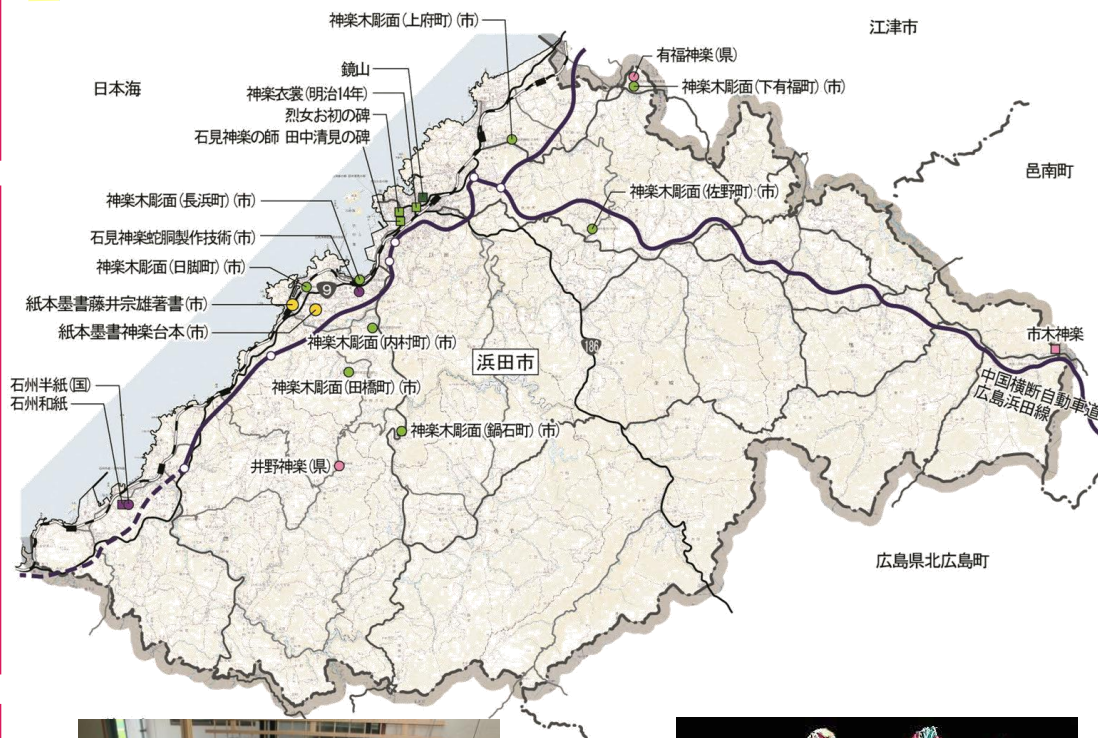 神楽木彫面(上府町)(市)
江津市
有福神楽(県)
鏡山
神楽木彫面(下有福町)(市)
日本海
神楽衣裳(明治14年)
烈女お初の碑
石見神楽の師 田中清見の碑
邑南町
神楽木彫面(佐野町)(市)
神楽木彫面(長浜町)(市)
石見神楽蛇胴製作技術(市)
神楽木彫面(日脚町)(市)
9
紙本墨書藤井宗雄著書(市)
紙本墨書神楽台本(市)
神楽木彫面(内村町)(市)
186
市木神楽
浜田市
神楽木彫面(田橋町)(市)
石州半紙(国)
石州和紙
中国横断自動車道
広島浜田線
神楽木彫面(鍋石町)(市)
井野神楽(県)
広島県北広島町